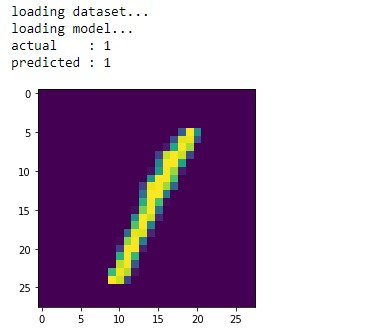 loading dataset...
loading model...
actual    : 1
predicted : 1
0
5
10
15
20
25
0 5 10 15 20 25